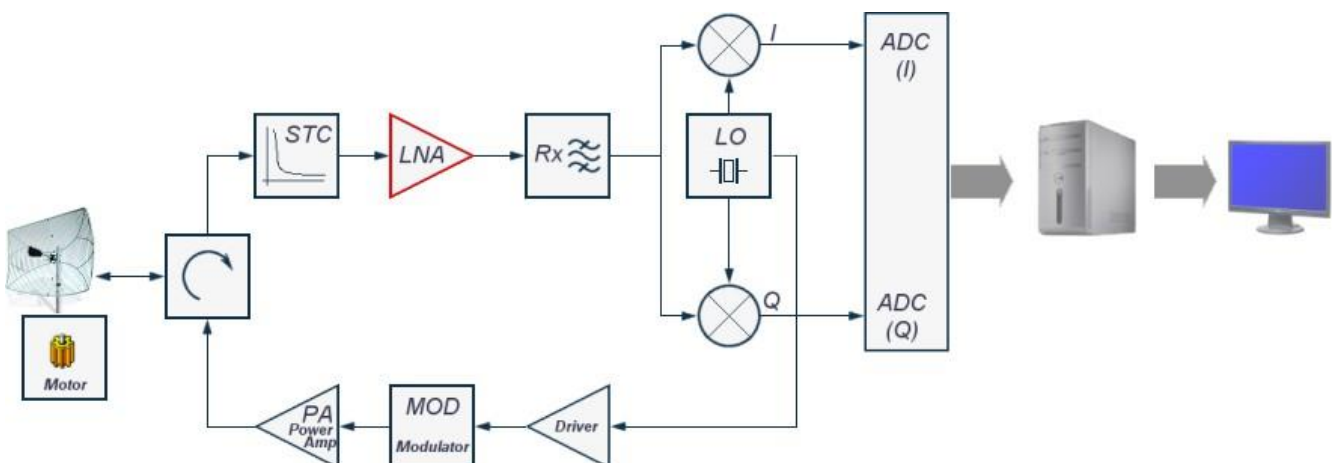 I
ADC
(I)
STC
LNA
Rx
LO
Q
ADC
(Q)
Motor
PA
Power
Amp
MOD
Modulator
Driver